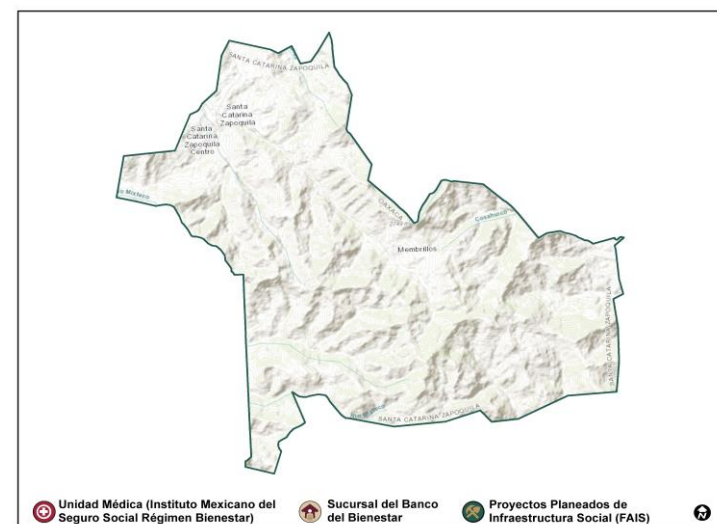 SANTA CATARINA ZAPOQUILA
Santa
Catarina
Zapoquila
Santa
Catarina
Zapoquila
Centro
Mixteco
OAXACA
Membrillos
SANTA CATARINA ZAPOQUILA
SANTA CATARINA ZAPOQUILA
Unidad Médica (Instituto Mexicano del
Seguro Social Régimen Bienestar)
Sucursal del Banco
del Bienestar
Proyectos Planeados de
Infraestructura Social (FAIS)
N